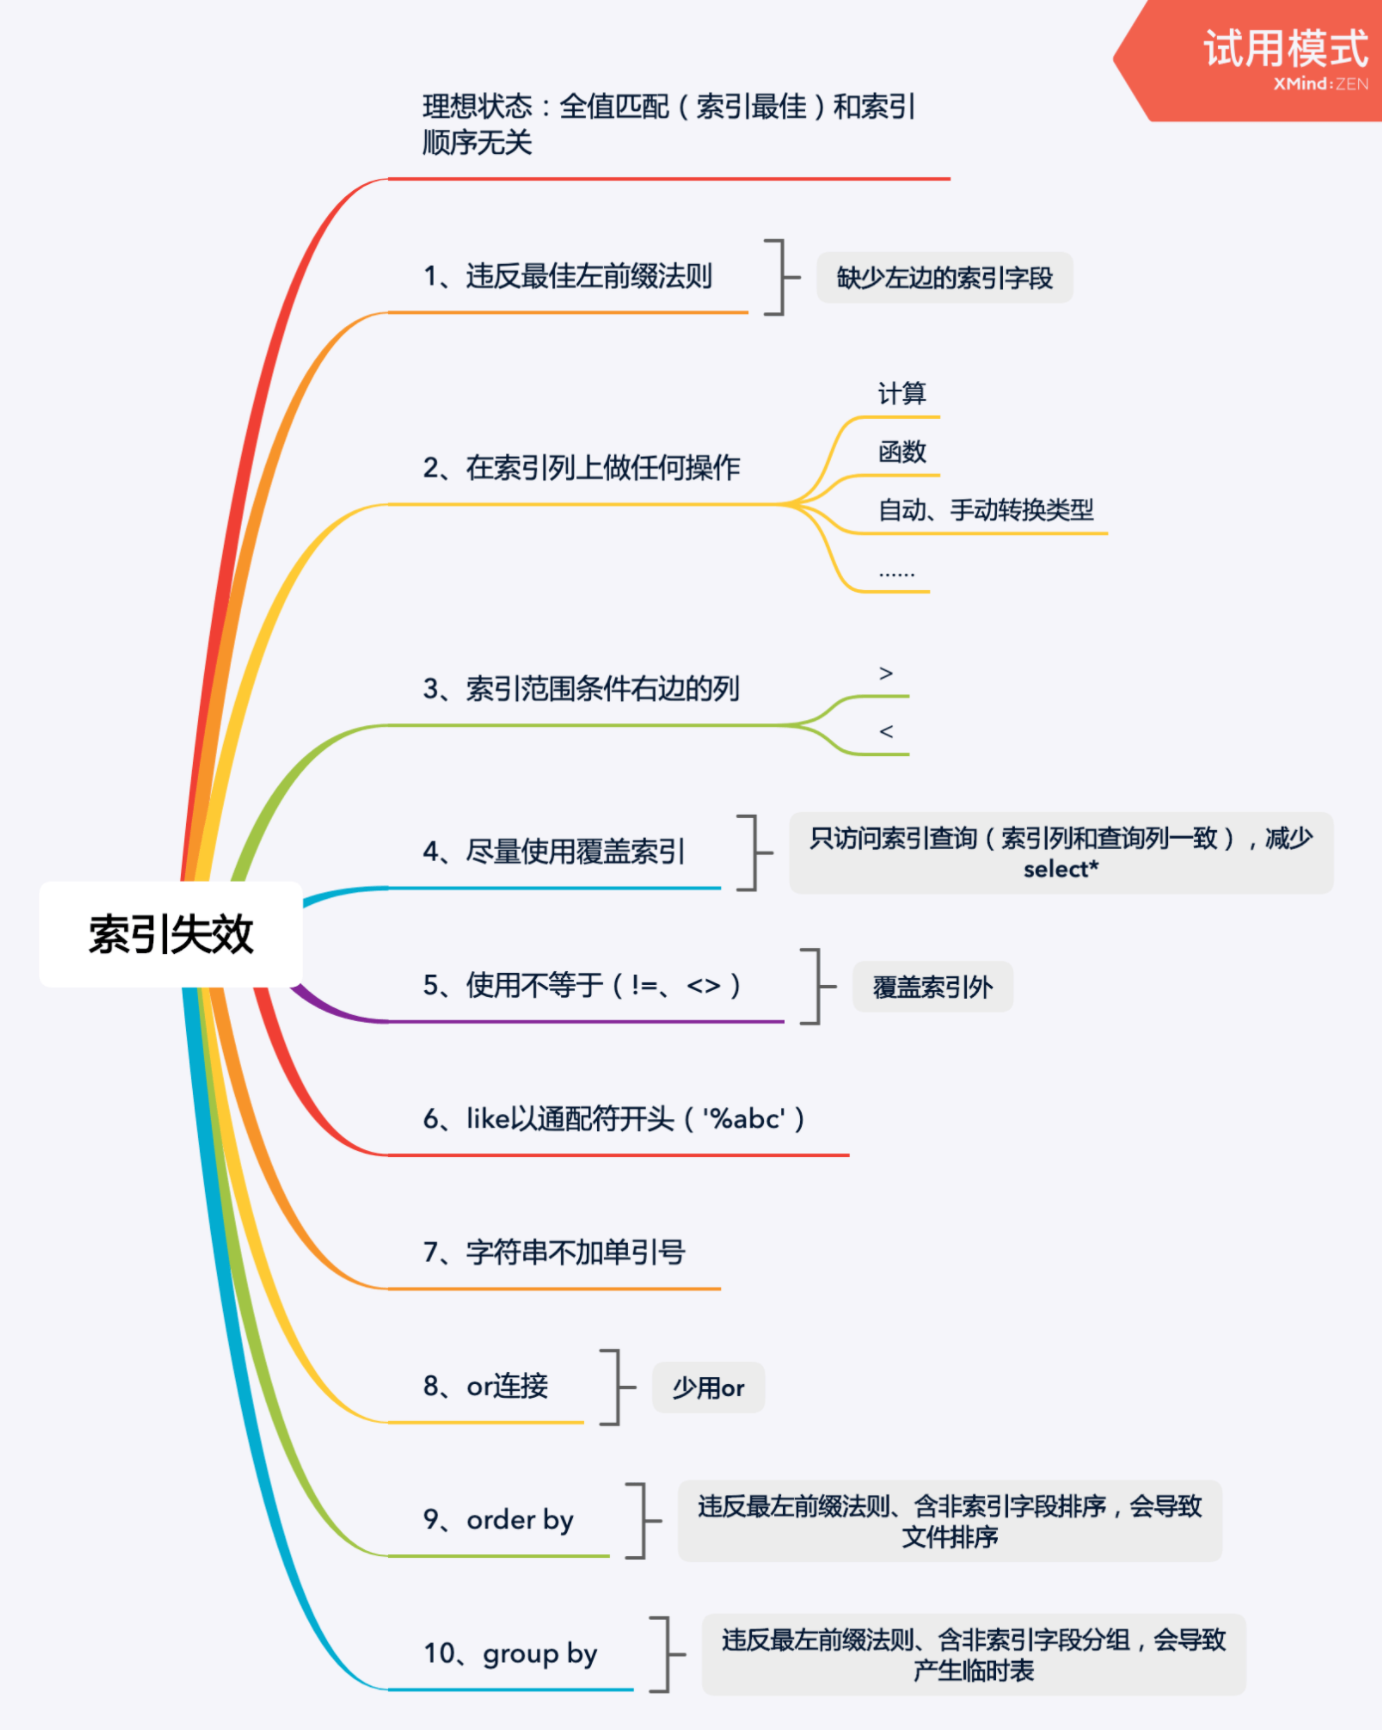 试用模式
XMind:ZEN
理想状态：全值匹配（索引最佳）和索引
顺序无关
1、违反最佳左前缀法则
缺少左边的索引字段
计算
函数
2、在索引列上做任何操作
自动、手动转换类型
......
>
3、索引范围条件右边的列
<
4、尽量使用覆盖索引
只访问索引查询（索引列和查询列一致），减少
select*
索引失效
5、使用不等于（!=、<>）
覆盖索引外
6、like以通配符开头（'%abc'）
7、字符串不加单引号
8、or连接
少用or
9、order by
违反最左前缀法则、含非索引字段排序，会导致
文件排序
10、group by
违反最左前缀法则、含非索引字段分组，会导致
产生临时表